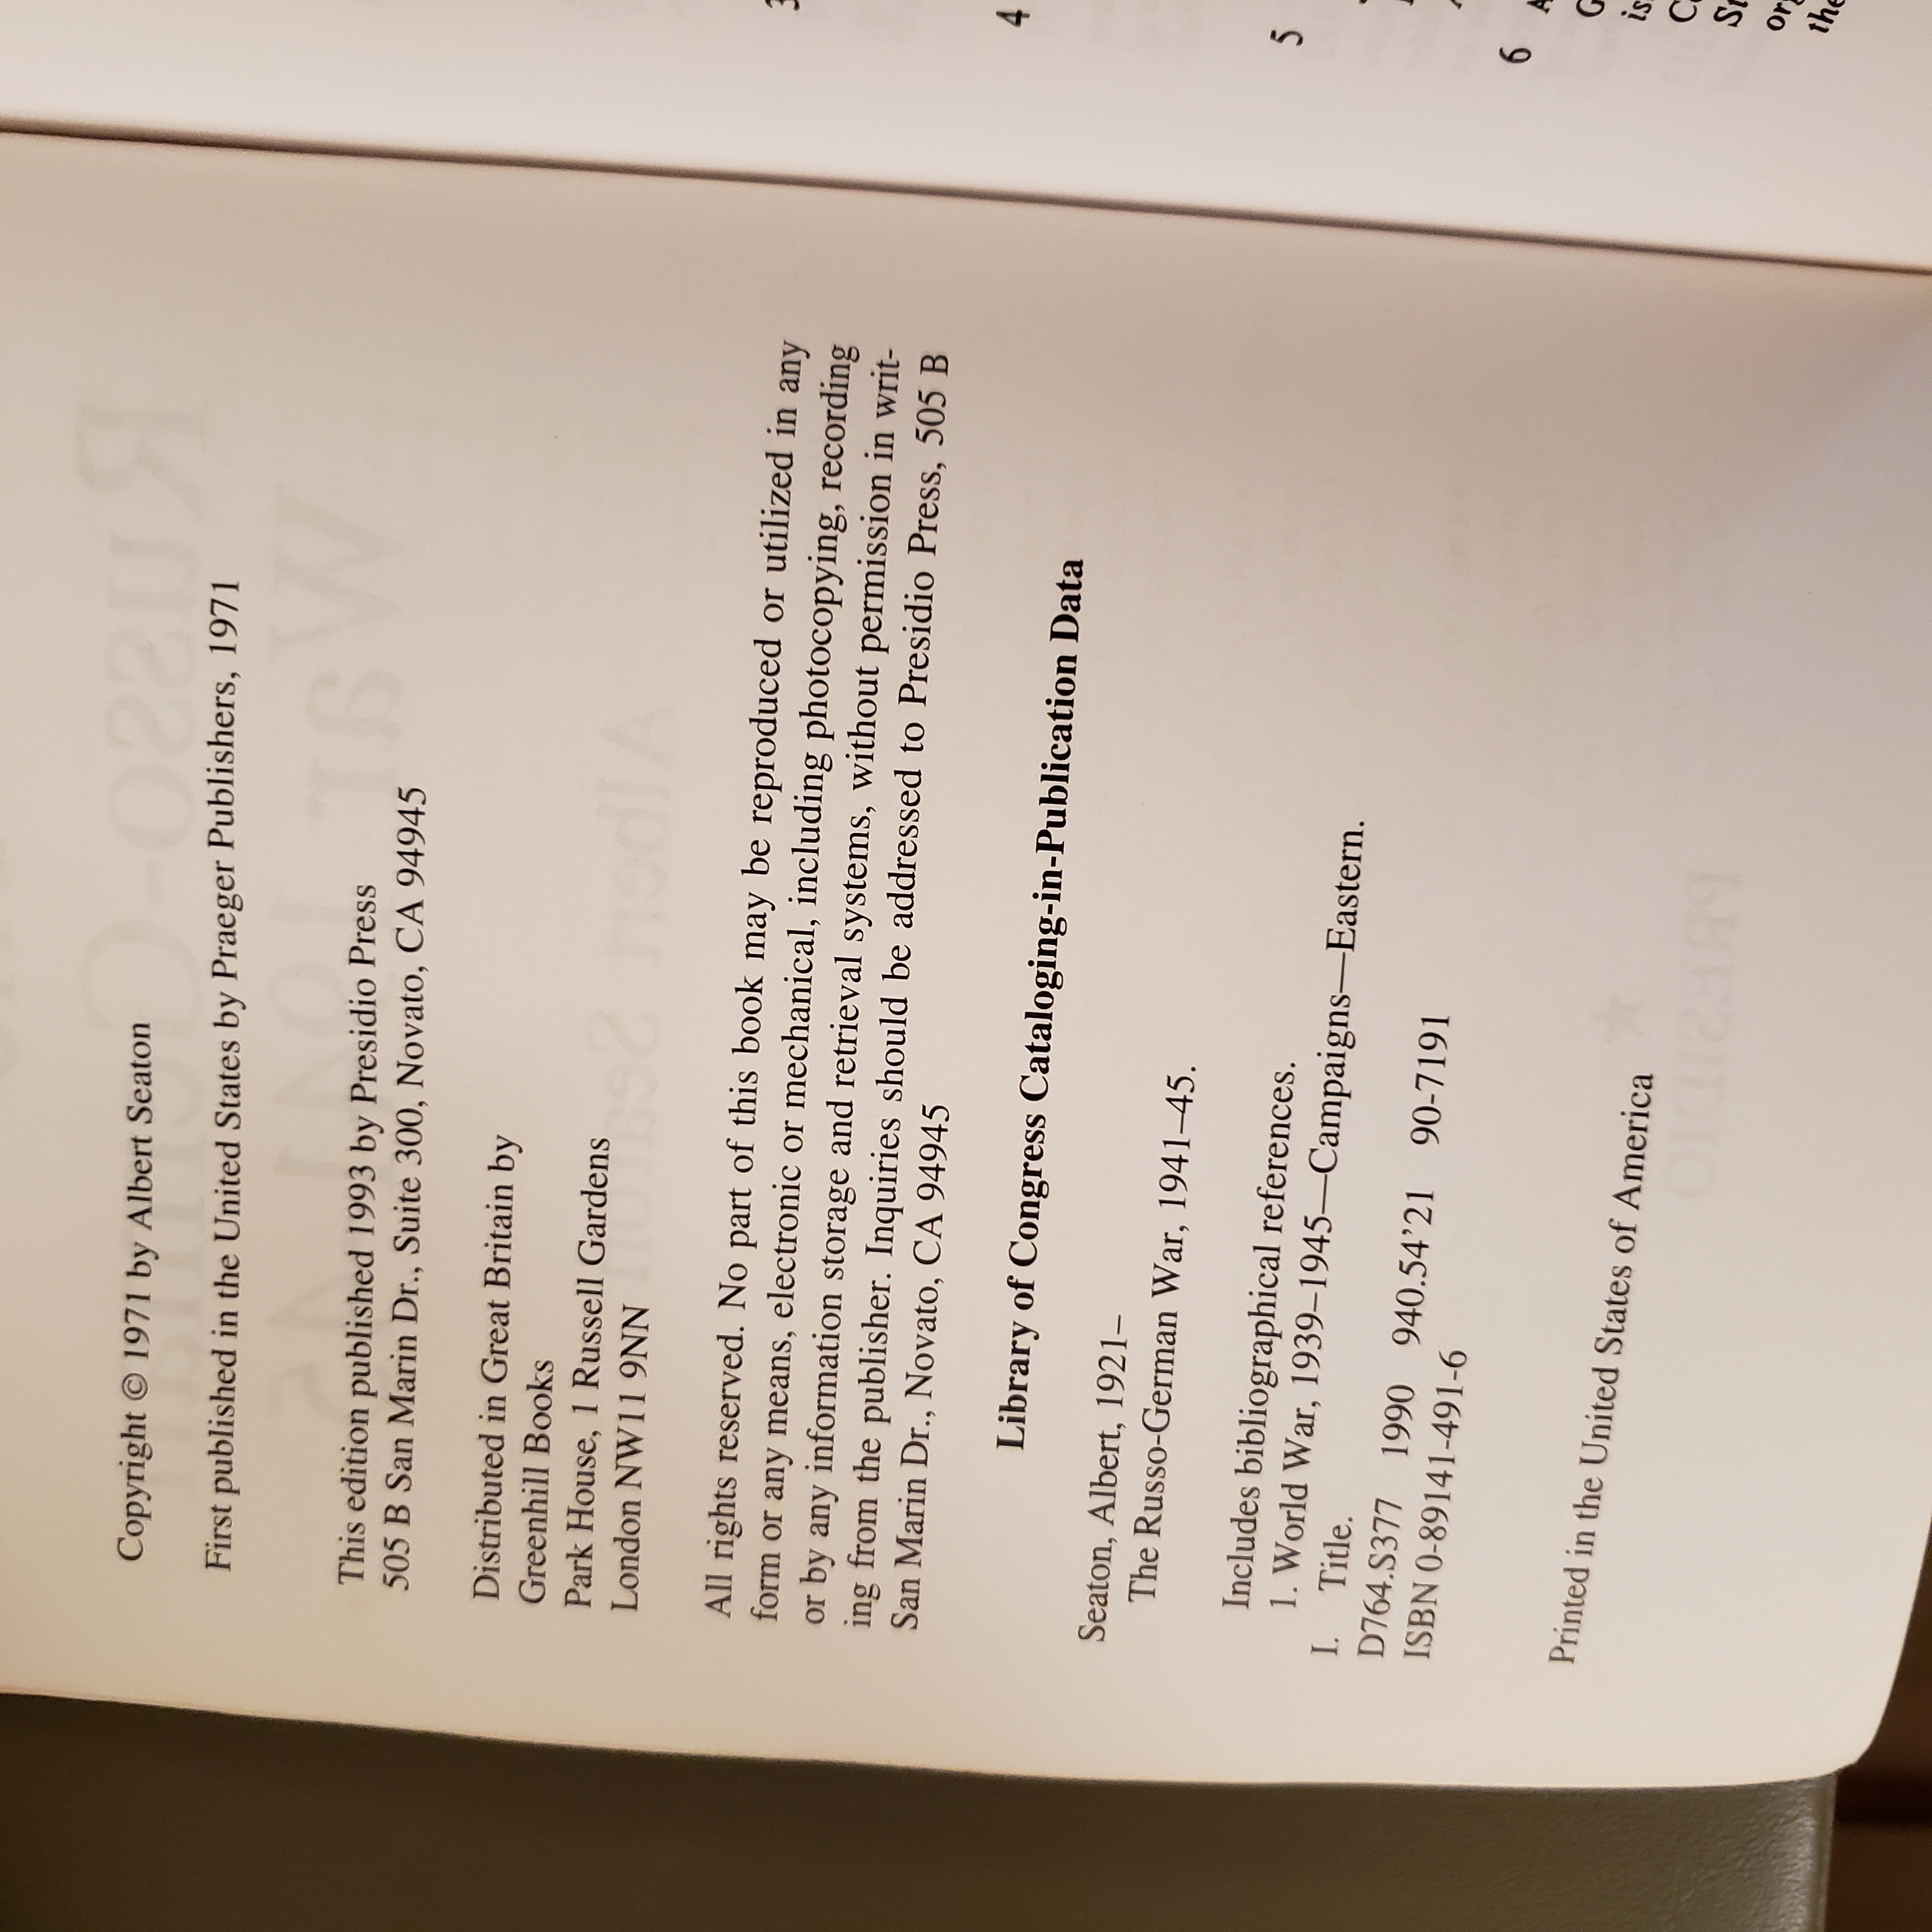 Copyright © 1971 by Albert Seaton
First published in the United States by Praeger Publishers, 1971
This edition published 1993 by Presidio Press
505 B San Marin Dr., Suite 300, Novato, CA 94945
Distributed in Great Britain by
Greenhill Books
Park House, 1 Russell Gardens
London NW11 9NN
All rights reserved. No part of this book may be reproduced or utilized in any
form or any means, electronic or mechanical, including photocopying, recording
or by any information storage and retrieval systems, without permission in writ-
ing from the publisher. Inquiries should be addressed to Presidio Press, 505 B
San Marin Dr., Novato, CA 94945
Library of Congress Cataloging-in-Publication Data
Seaton, Albert, 1921–
The Russo-German War, 1941–45.
Includes bibliographical references.
1. World War, 1939–1945—Campaigns—Eastern.
I. Title.
D764.S377 1990 940.54’21 90-7191
ISBN 0-89141-491-6
Printed in the United States of America
3
4
5
6